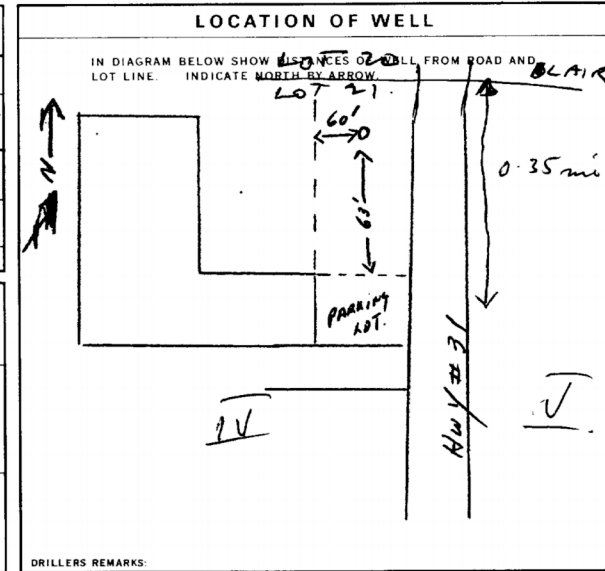 LOCATION OF WELL
IN DIAGRAM BELOW SHOW DISTANCES OF WELL FROM ROAD AND
LOT LINE. INDICATE NORTH BY ARROW.
LOT 20
BLAIR
LOT 21.
60'
N
0.35 mi
63'
PARKING
LOT.
HWY #31
IV
V
DRILLERS REMARKS: